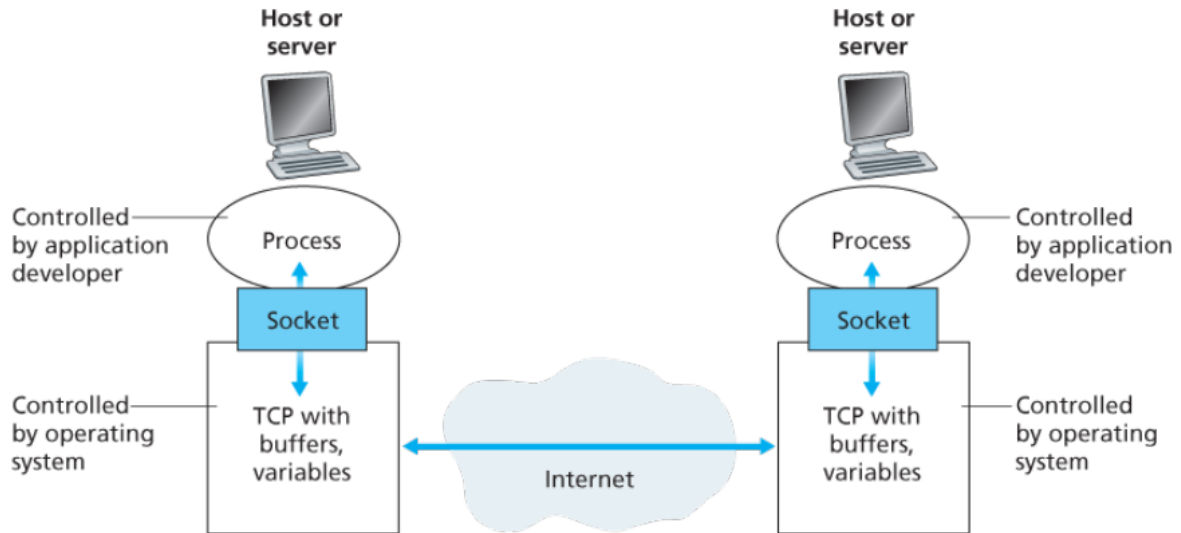 Host or
server
Host or
server
Controlled
by application
developer
Process
Process
Controlled
by application
developer
Socket
Socket
Controlled
by operating
system
TCP with
buffers,
variables
Internet
TCP with
buffers,
variables
Controlled
by operating
system